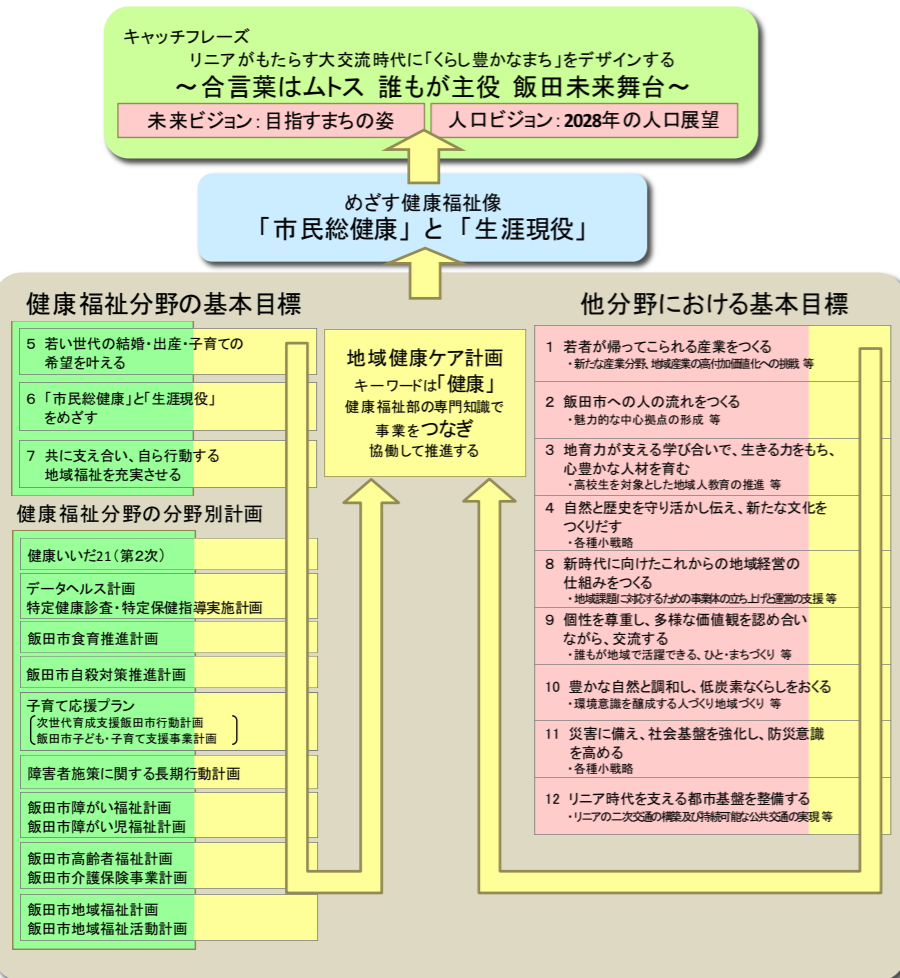 キャッチフレーズ
リニアがもたらす大交流時代に「くらし豊かなまち」をデザインする
～合言葉はムトス 誰もが主役 飯田未来舞台～
未来ビジョン：目指すまちの姿
人口ビジョン：2028年の人口展望
めざす健康福祉像
「市民総健康」と「生涯現役」
健康福祉分野の基本目標
5 若い世代の結婚・出産・子育ての
希望を叶える
6 「市民総健康」と「生涯現役」
をめざす
7 共に支え合い、自ら行動する
地域福祉を充実させる
健康福祉分野の分野別計画
健康いいだ21(第2次)
データヘルス計画
特定健康診査・特定保健指導実施計画
飯田市食育推進計画
飯田市自殺対策推進計画
子育て応援プラン
次世代育成支援飯田市行動計画
飯田市子ども・子育て支援事業計画
障害者施策に関する長期行動計画
飯田市障がい福祉計画
飯田市障がい児福祉計画
飯田市高齢者福祉計画
飯田市介護保険事業計画
飯田市地域福祉計画
飯田市地域福祉活動計画
地域健康ケア計画
キーワードは「健康」
健康福祉部の専門知識で
事業をつなぎ
協働して推進する
他分野における基本目標
1 若者が帰ってこられる産業をつくる
・新たな産業分野、地域産業の高付加価値化への挑戦 等
2 飯田市への人の流れをつくる
・魅力的な中心拠点の形成 等
3 地育力が支える学び合いで、生きる力をもち、
心豊かな人材を育む
・高校生を対象とした地域人教育の推進 等
4 自然と歴史を守り活かし伝え、新たな文化を
つくりだす
・各種小戦略
8 新時代に向けたこれからの地域経営の
仕組みをつくる
・地域課題に対応するための事業体の立ち上げと運営の支援 等
9 個性を尊重し、多様な価値観を認め合い
ながら、交流する
・誰もが地域で活躍できる、ひと・まちづくり 等
10 豊かな自然と調和し、低炭素なくらしをおくる
・環境意識を醸成する人づくり地域づくり 等
11 災害に備え、社会基盤を強化し、防災意識
を高める
・各種小戦略
12 リニア時代を支える都市基盤を整備する
・リニアの二次交通の構築及び持続可能な公共交通の実現 等